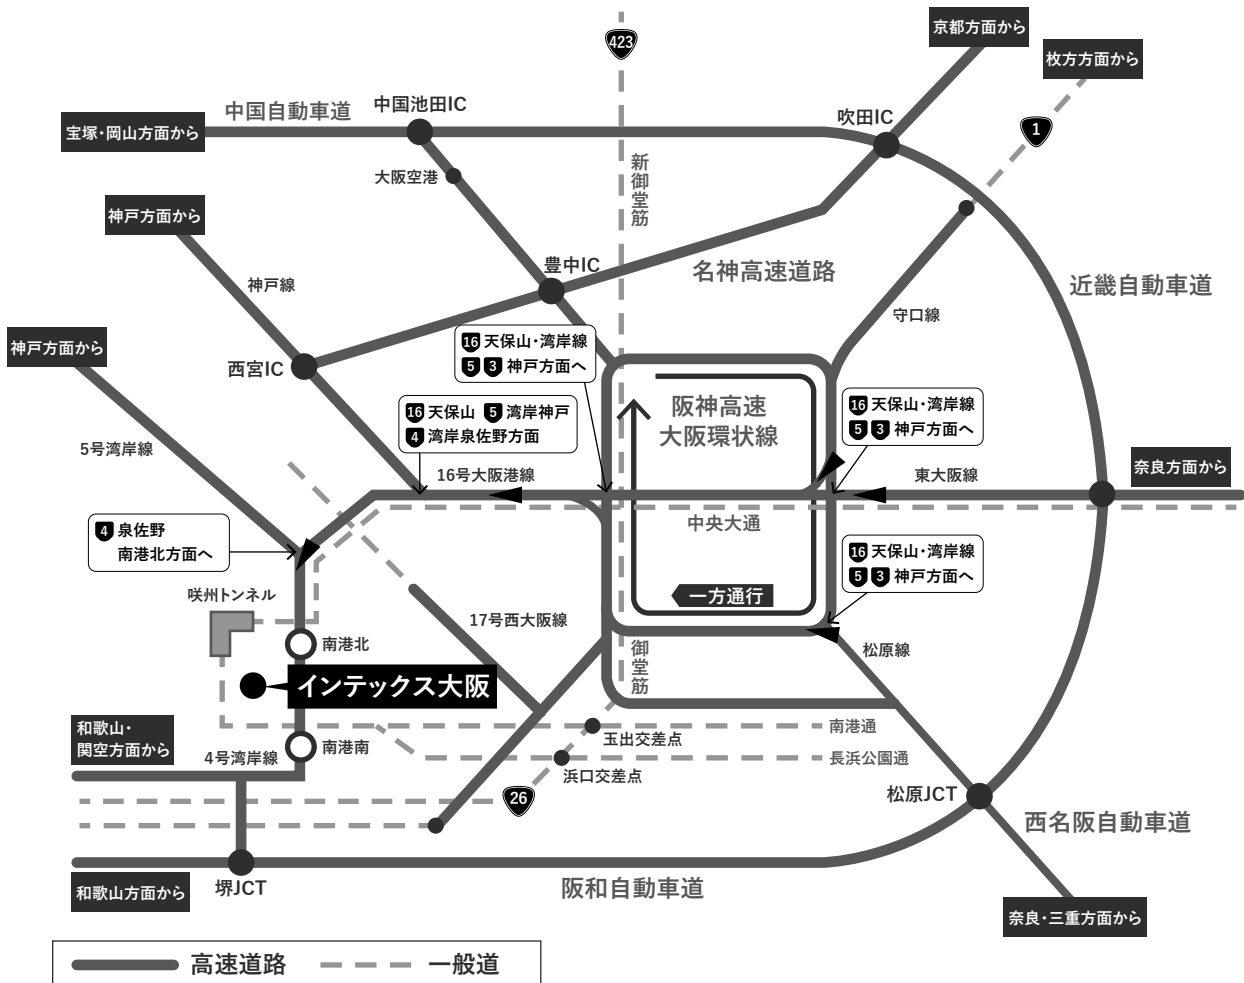 423
京都方面から
枚方方面から
中国自動車道
中国池田IC
吹田IC
宝塚・岡山方面から
1
大阪空港
新御堂筋
神戸方面から
豊中IC
名神高速道路
近畿自動車道
神戸線
守口線
神戸方面から
16 天保山・湾岸線
5 3 神戸方面へ
西宮IC
16 天保山 5 湾岸神戸
4 湾岸泉佐野方面
阪神高速
大阪環状線
16 天保山・湾岸線
5 3 神戸方面へ
5号湾岸線
16号大阪港線
東大阪線
奈良方面から
中央大通
4 泉佐野
南港北方面へ
16 天保山・湾岸線
5 3 神戸方面へ
咲州トンネル
一方通行
17号西大阪線
南港北
御堂筋
松原線
インテックス大阪
和歌山・
関空方面から
4号湾岸線
南港南
玉出交差点
南港通
浜口交差点
長浜公園通
26
松原JCT
西名阪自動車道
和歌山方面から
堺JCT
阪和自動車道
奈良・三重方面から
高速道路
一般道